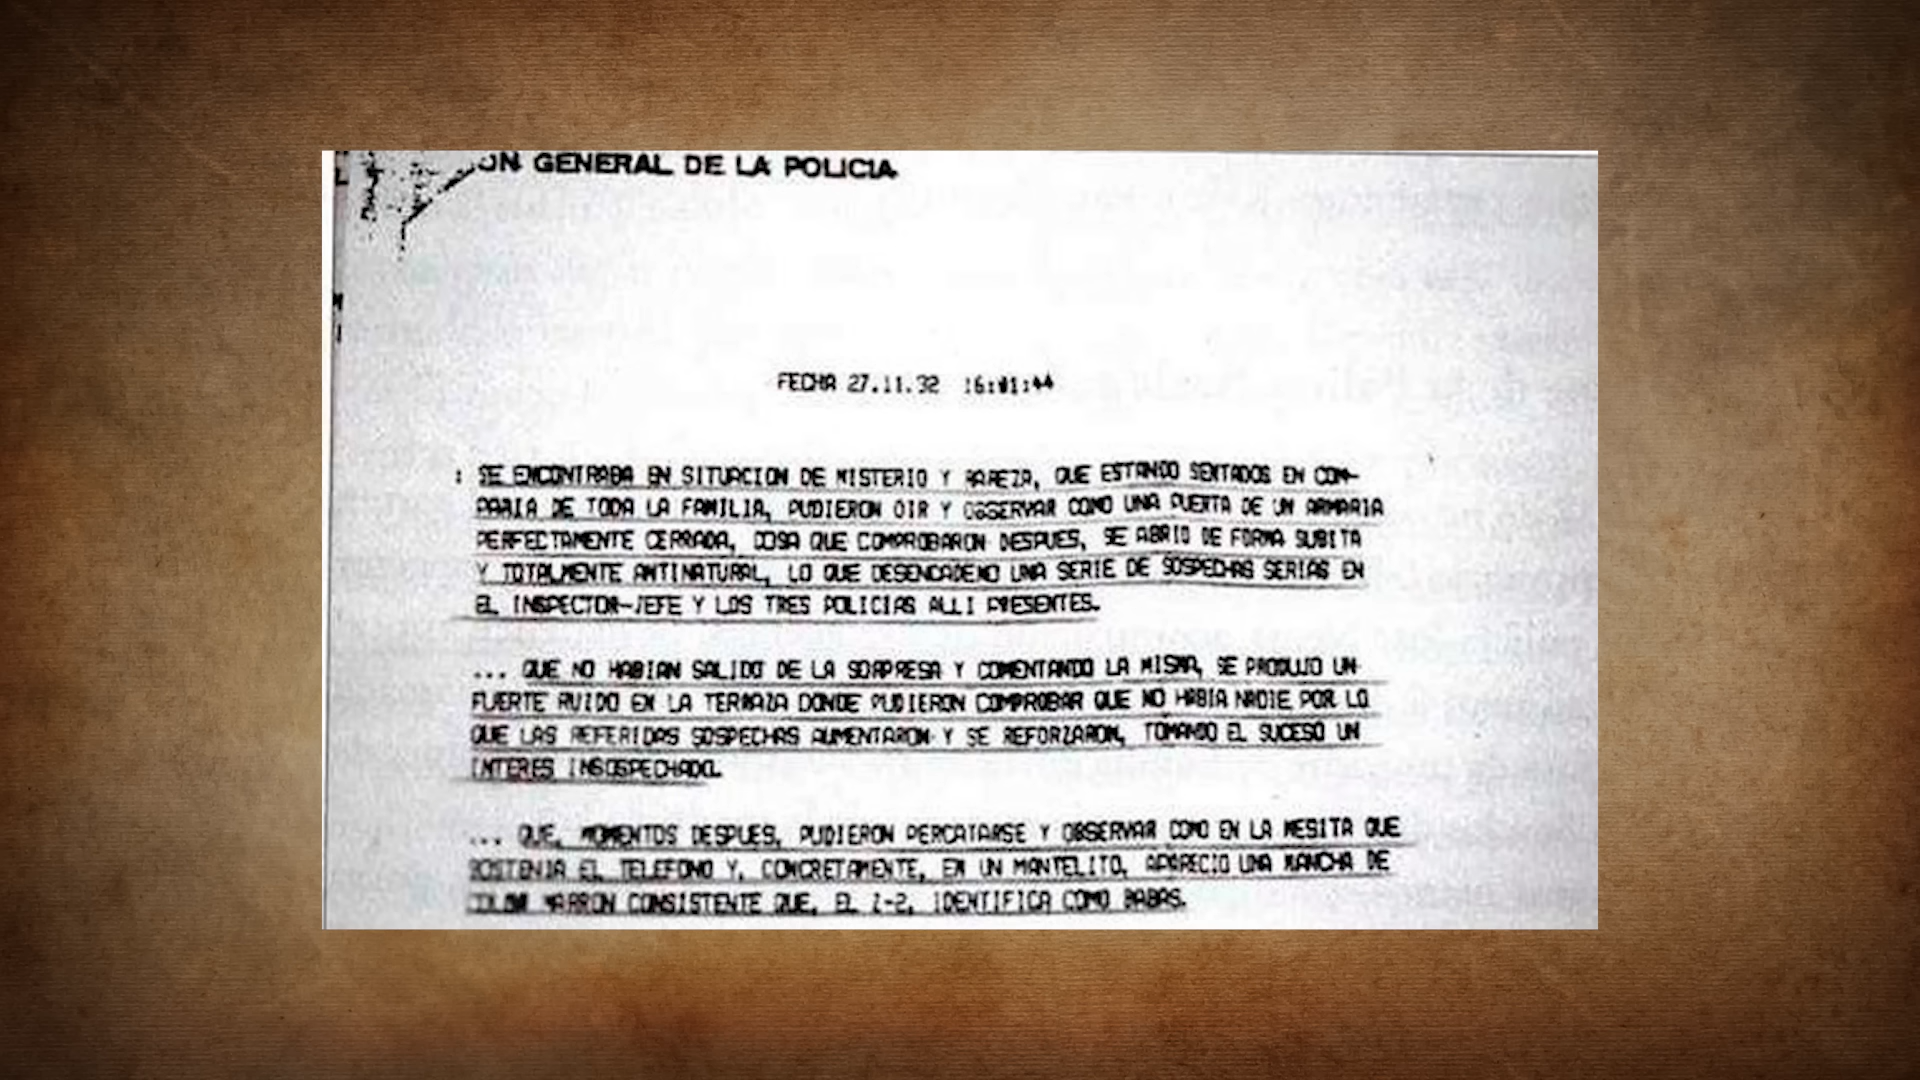 ON GENERAL DE LA POLICIA
FECHA 27.11.92 16:01:44
: SE ENCONTRABA EN SITUACION DE MISTERIO Y RAREZA, QUE ESTANDO SENTADOS EN COM-
PAÑIA DE TODA LA FAMILIA, PUDIERON OIR Y OBSERVAR COMO UNA PUERTA DE UN ARMARIA
PERFECTAMENTE CERRADA, COSA QUE COMPROBARON DESPUES, SE ABRIO DE FORMA SUBITA
Y TOTALMENTE ANTINATURAL, LO QUE DESENCADENO UNA SERIE DE SOSPECHAS SERIAS EN
EL INSPECTOR-JEFE Y LOS TRES POLICIAS ALLI PRESENTES.
... QUE NO HABIAN SALIDO DE LA SORPRESA Y COMENTANDO LA MISMA, SE PRODUJO UN
FUERTE RUIDO EN LA TERRAZA DONDE PUDIERON COMPROBAR QUE NO HABIA NADIE POR LO
QUE LAS REFERIDAS SOSPECHAS AUMENTARON Y SE REFORZARON, TOMANDO EL SUCESO UN
INTERES INSOSPECHADO.
... QUE, MOMENTOS DESPUES, PUDIERON PERCATARSE Y OBSERVAR COMO EN LA MESITA QUE
SOSTENIA EL TELEFONO Y, CONCRETAMENTE, EN UN MANTELITO, APARECIO UNA MANCHA DE
COLOR MARRON CONSISTENTE QUE, EL Z-2, IDENTIFICA COMO BABAS.